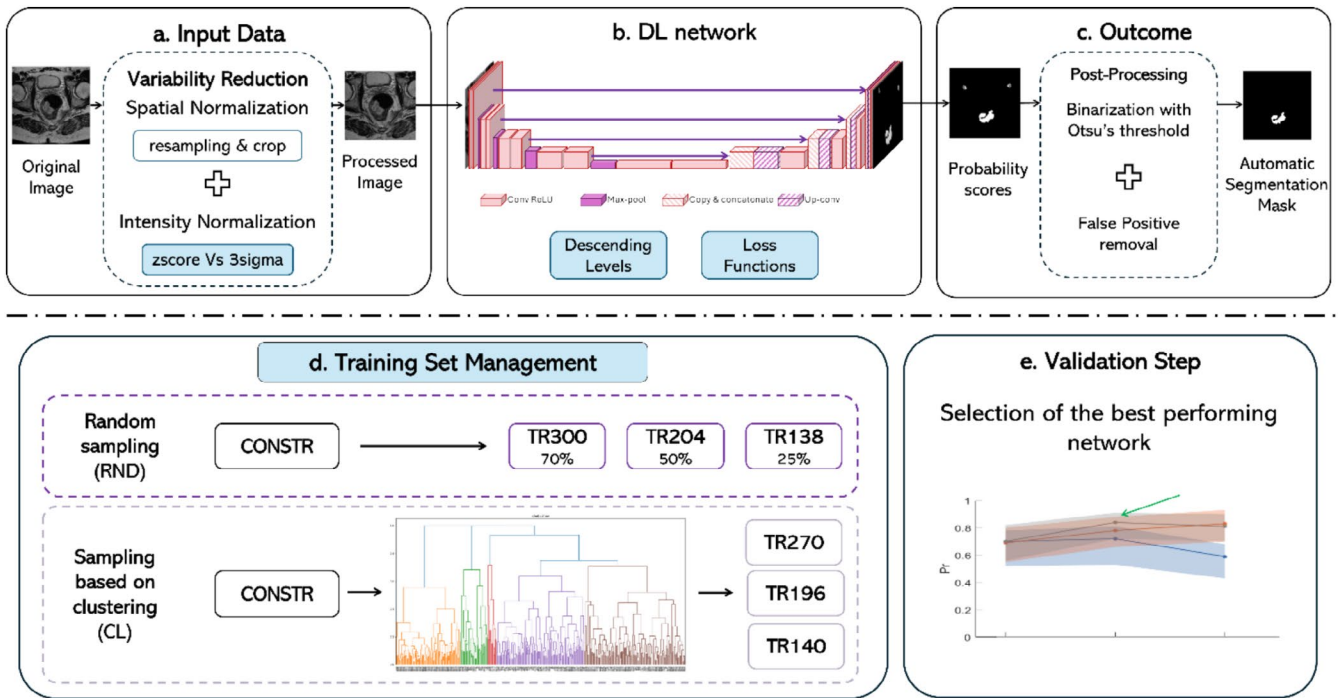 a. Input Data
Variability Reduction
Spatial Normalization
resampling & crop
Intensity Normalization
zscore Vs 3sigma
Original
Image
Processed
Image
b. DL network
Conv ReLU
Max-pool
Copy & concatenate
Up-conv
Descending
Levels
Loss
Functions
c. Outcome
Probability
scores
Post-Processing
Binarization with
Otsu's threshold
False Positive
removal
Automatic
Segmentation
Mask
d. Training Set Management
Random
sampling
(RND)
CONSTR
TR300
70%
TR204
50%
TR138
25%
Sampling
based on
clustering
(CL)
CONSTR
TR270
TR196
TR140
e. Validation Step
Selection of the best performing
network
Pr
1
0.8
0.6
0.4
0.2
0